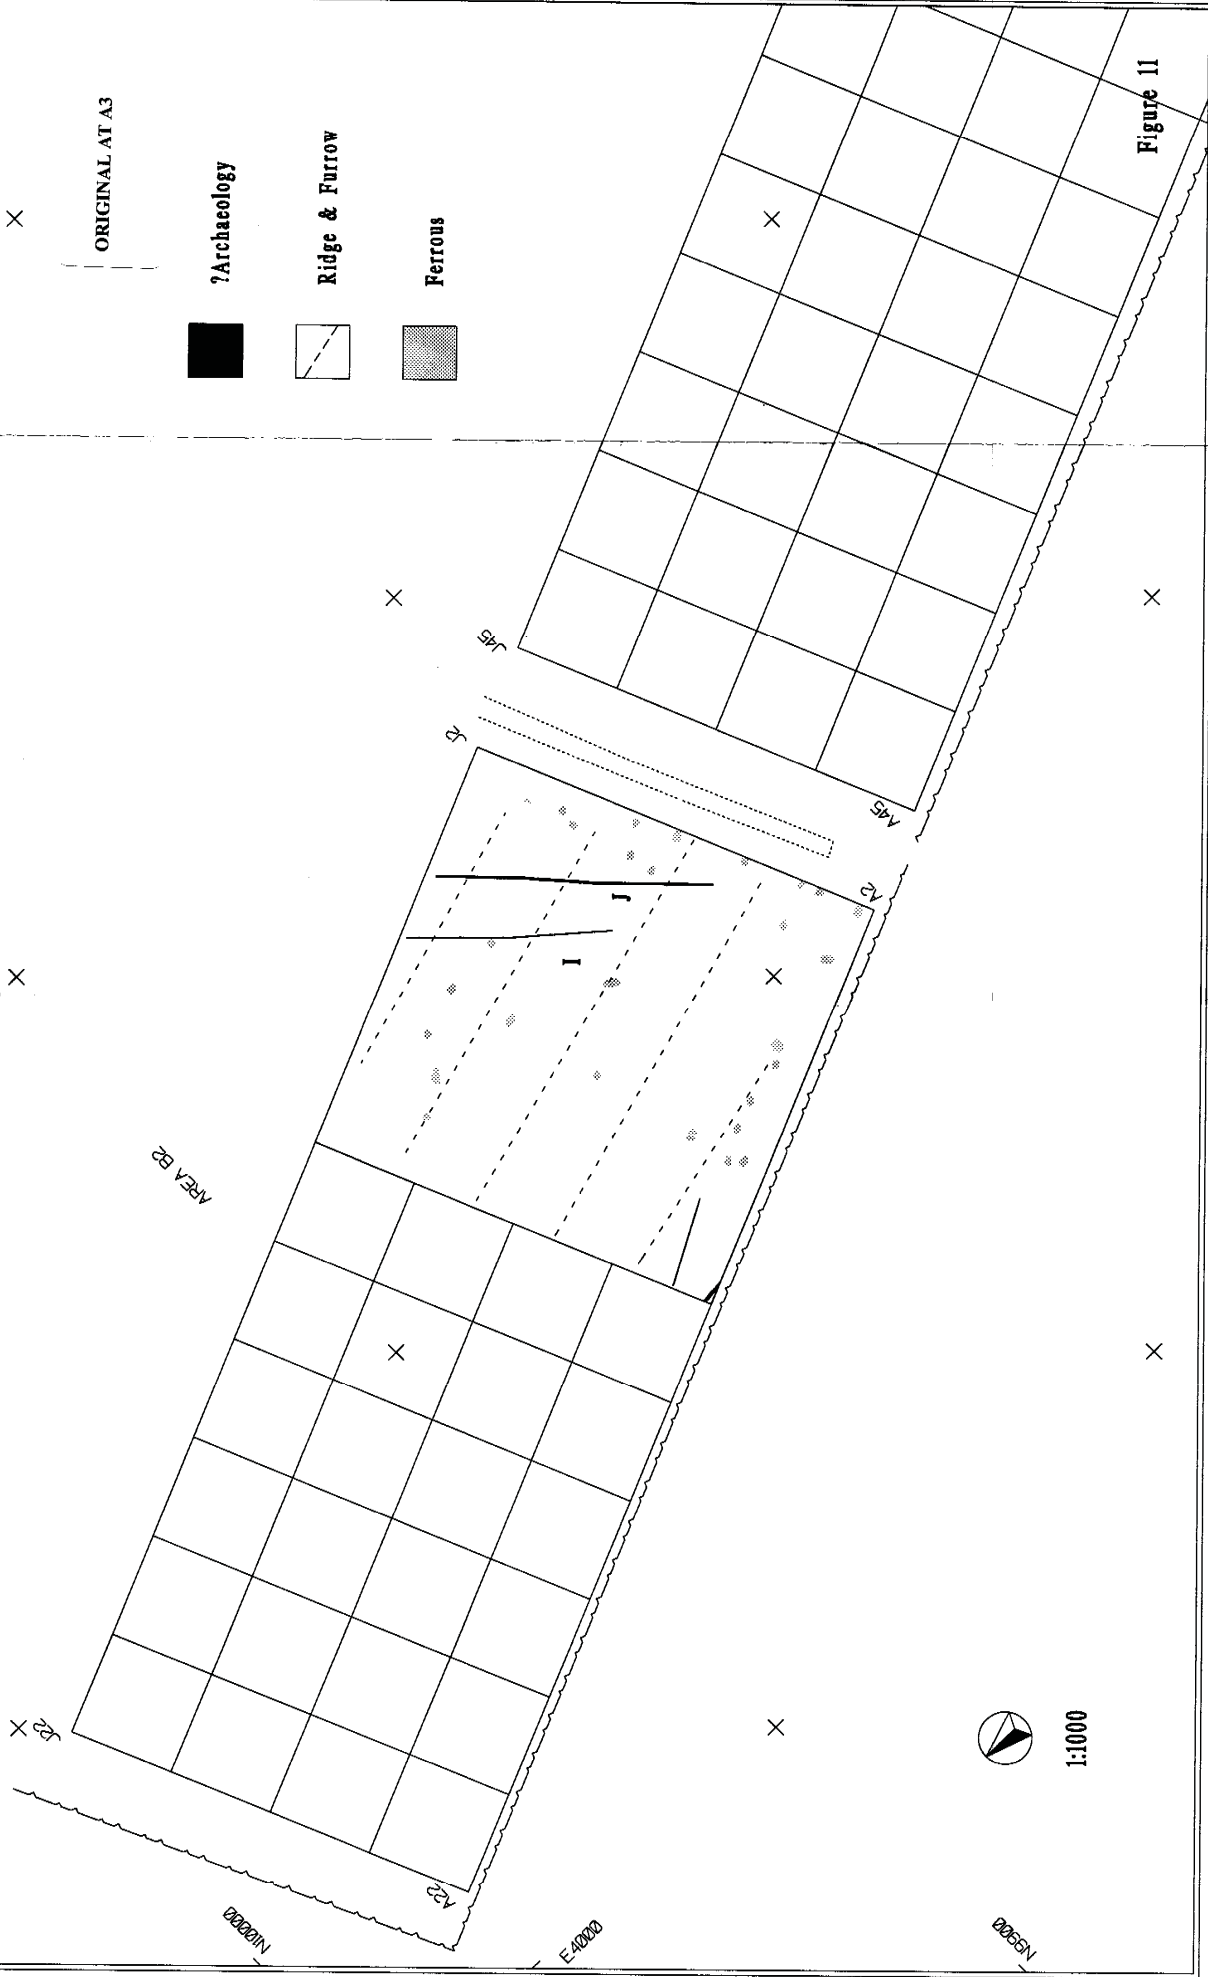 ORIGINAL AT A3
?Archaeology
Ridge & Furrow
Ferrous
AREA B2
J22
J2
J45
I
J
A22
A2
A45
N10000
E4000
N9900
1:1000
Figure 11